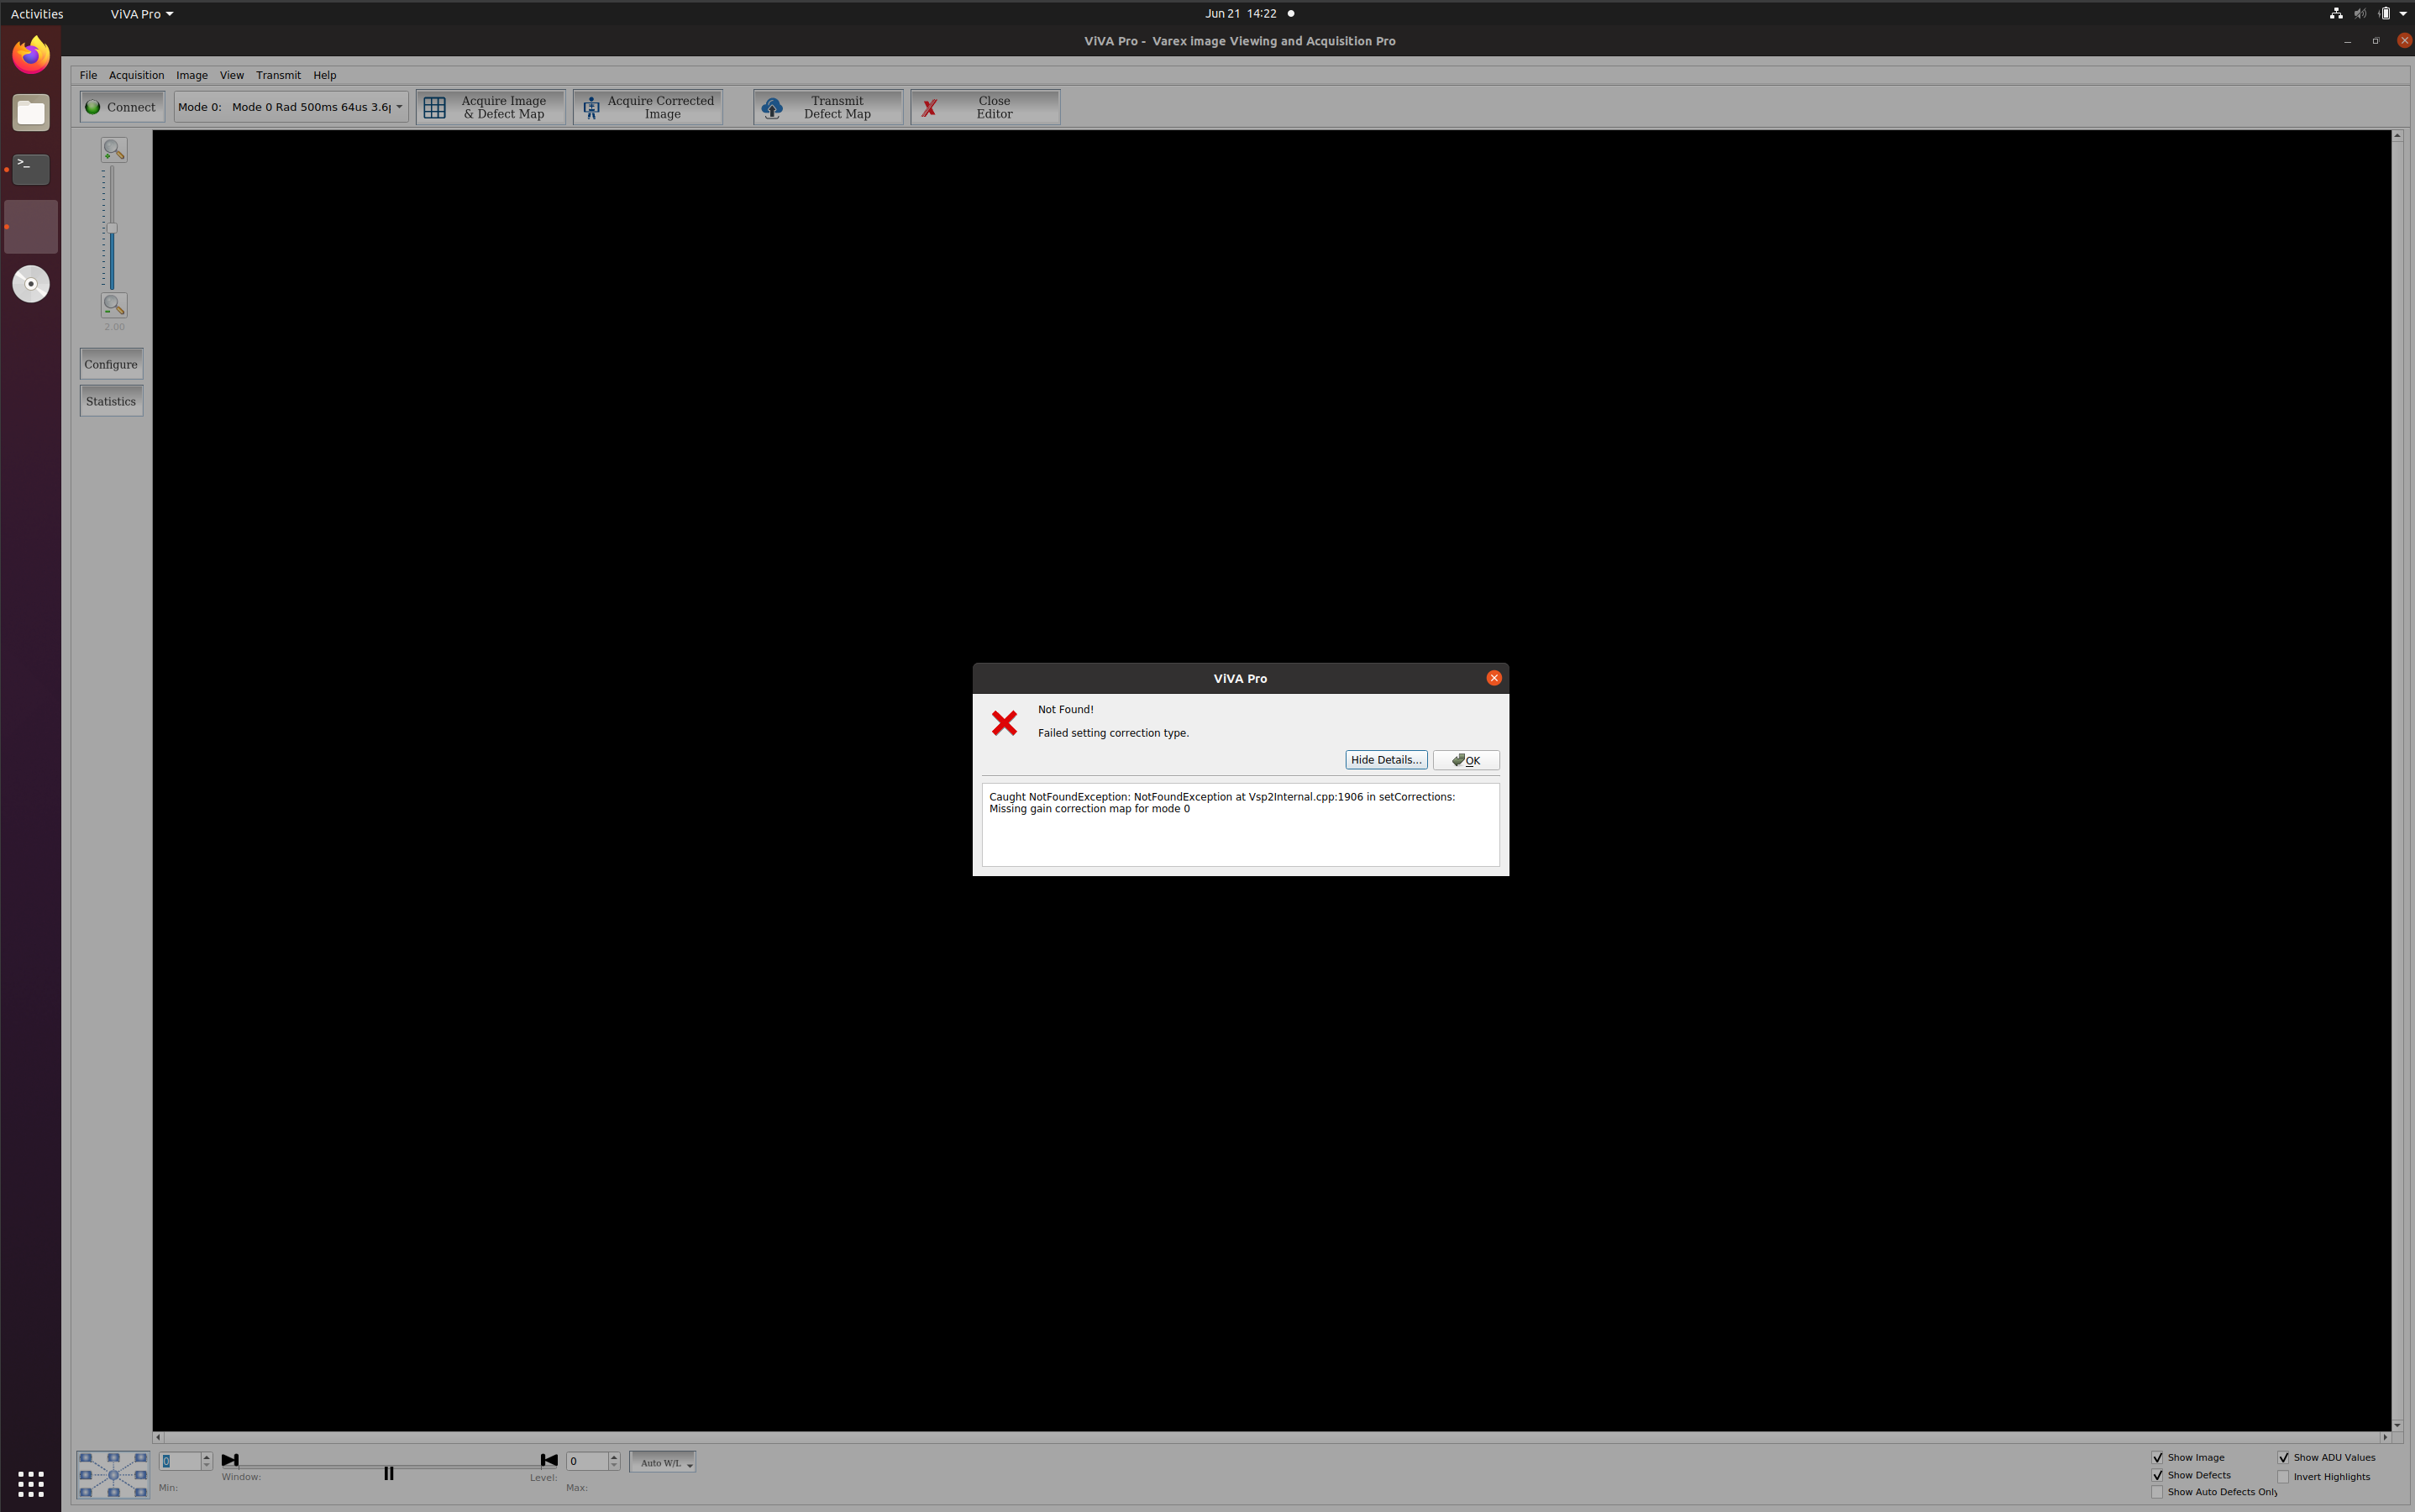 Activities
ViVA Pro
Jun 21 14:22
ViVA Pro - Varex image Viewing and Acquisition Pro
File Acquisition Image View Transmit Help
Connect
Mode 0: Mode 0 Rad 500ms 64us 3.6
Acquire Image
& Defect Map
Acquire Corrected
Image
Transmit
Defect Map
Close
Editor
2.00
Configure
Statistics
ViVA Pro
Not Found!
Failed setting correction type.
Hide Details...
OK
Caught NotFoundException: NotFoundException at Vsp2Internal.cpp:1906 in setCorrections:
Missing gain correction map for mode 0
0
Min:
Window:
Level:
0
Max:
Auto W/L
Show Image
Show ADU Values
Show Defects
Invert Highlights
Show Auto Defects Only